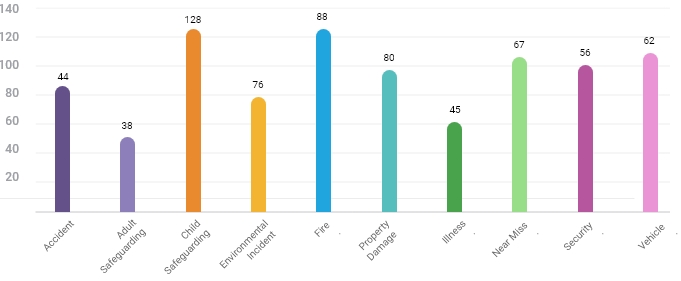 140
120
100
80
60
40
20
44
38
128
76
88
80
45
67
56
62
Accident
Adult
Safeguarding
Child
Safeguarding
Environmental
Incident
Fire
Property
Damage
Illness
Near Miss
Security
Vehicle